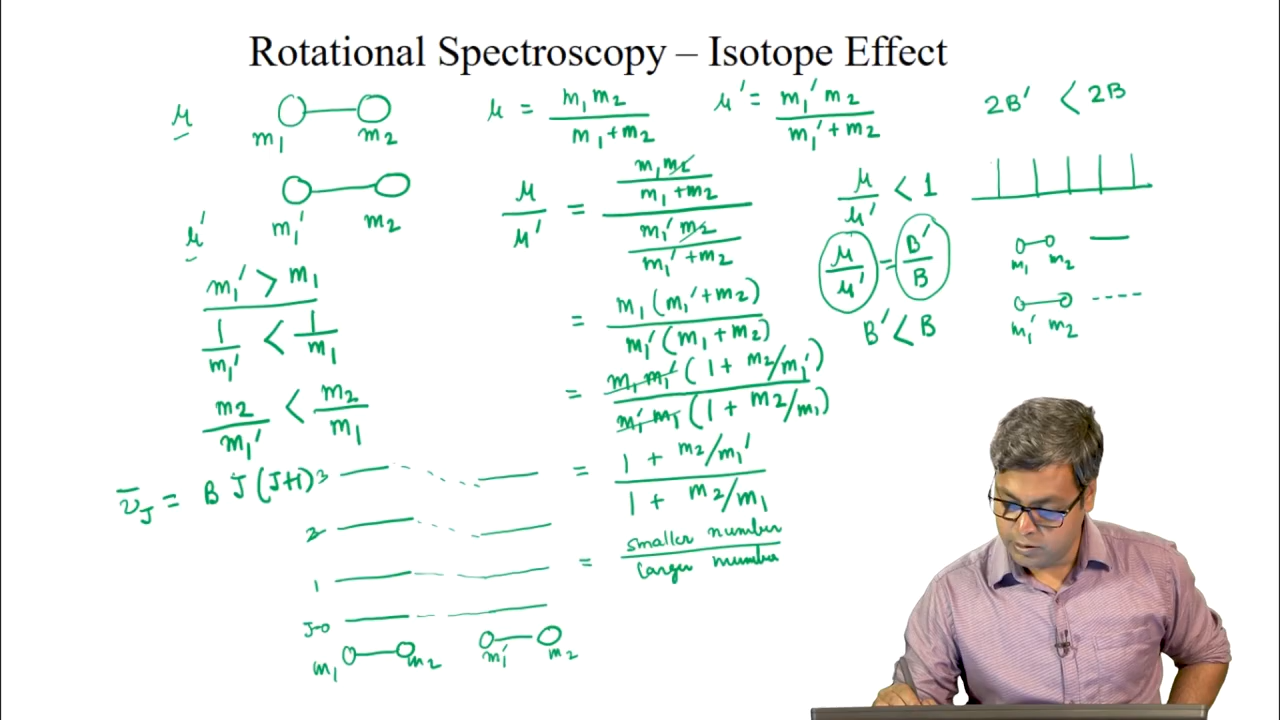 Rotational Spectroscopy – Isotope Effect
μ
m₁ m₂
μ = m₁m₂ / m₁+m₂
μ' = m₁'m₂ / m₁'+m₂
2B' < 2B
μ'
m₁' m₂
μ/μ' = (m₁m₂ / m₁+m₂) / (m₁'m₂ / m₁'+m₂)
μ/μ' < 1
m₁' > m₁
1/m₁' < 1/m₁
m₂/m₁' < m₂/m₁
= m₁(m₁'+m₂) / m₁'(m₁+m₂)
= m₁m₁'(1 + m₂/m₁') / m₁'m₁(1 + m₂/m₁)
= 1 + m₂/m₁' / 1 + m₂/m₁
= smaller number / larger number
μ/μ' = B'/B
B' < B
m₁ m₂
m₁' m₂
ν̄_J = B J(J+1)
3
2
1
J=0
m₁ m₂
m₁' m₂